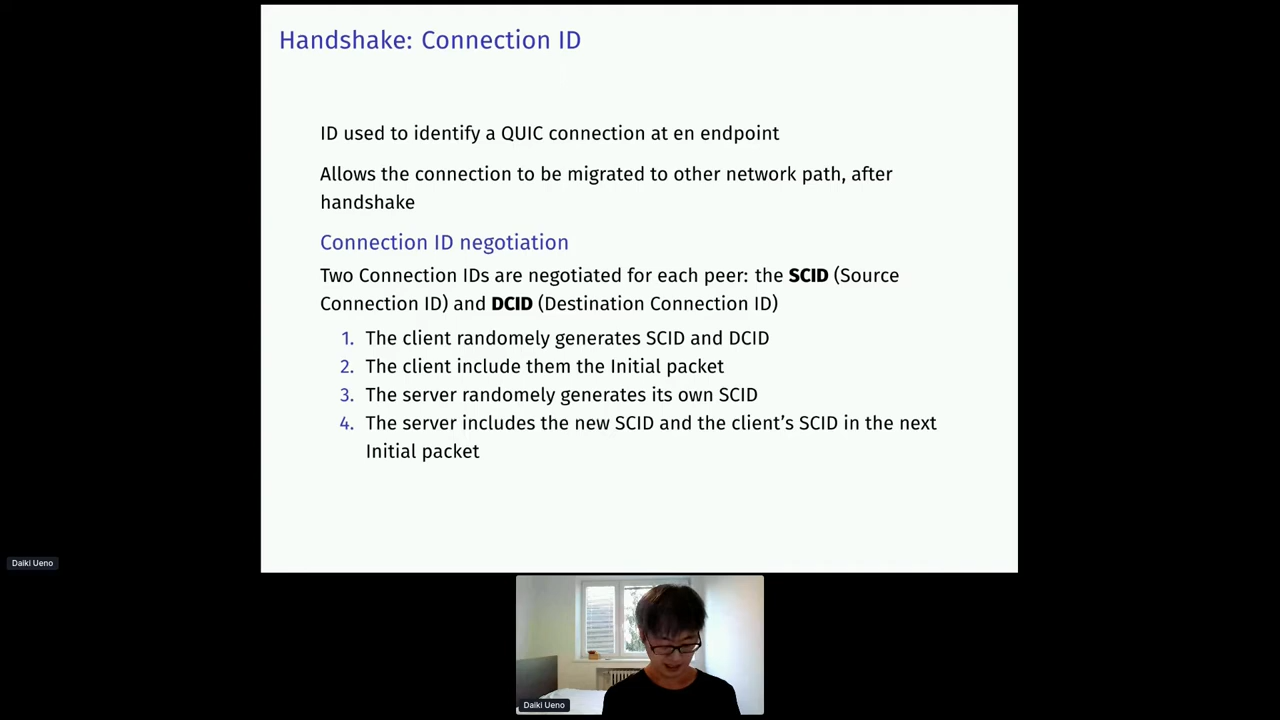 Handshake: Connection ID
ID used to identify a QUIC connection at en endpoint
Allows the connection to be migrated to other network path, after
handshake
Connection ID negotiation
Two Connection IDs are negotiated for each peer: the SCID (Source
Connection ID) and DCID (Destination Connection ID)
1. The client randomely generates SCID and DCID
2. The client include them the Initial packet
3. The server randomely generates its own SCID
4. The server includes the new SCID and the client's SCID in the next
Initial packet
Daiki Ueno
Daiki Ueno